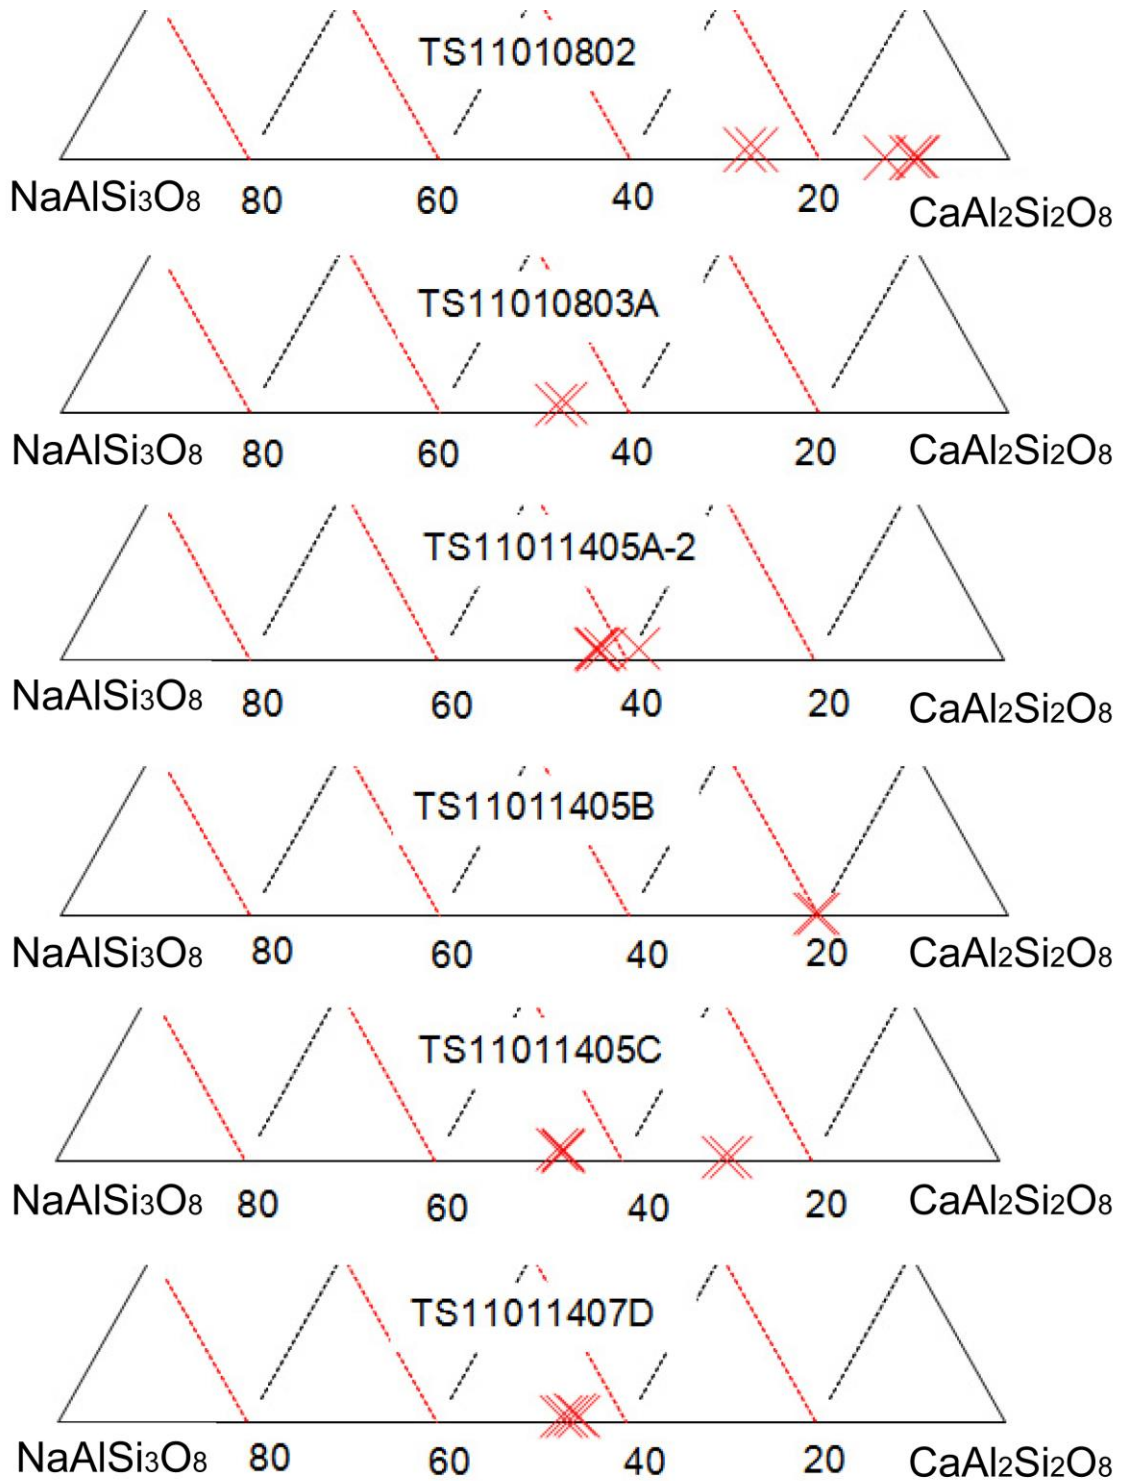 TS11010802
NaAlSi₃O₈ 80 60 40 20 CaAl₂Si₂O₈
TS11010803A
NaAlSi₃O₈ 80 60 40 20 CaAl₂Si₂O₈
TS11011405A-2
NaAlSi₃O₈ 80 60 40 20 CaAl₂Si₂O₈
TS11011405B
NaAlSi₃O₈ 80 60 40 20 CaAl₂Si₂O₈
TS11011405C
NaAlSi₃O₈ 80 60 40 20 CaAl₂Si₂O₈
TS11011407D
NaAlSi₃O₈ 80 60 40 20 CaAl₂Si₂O₈